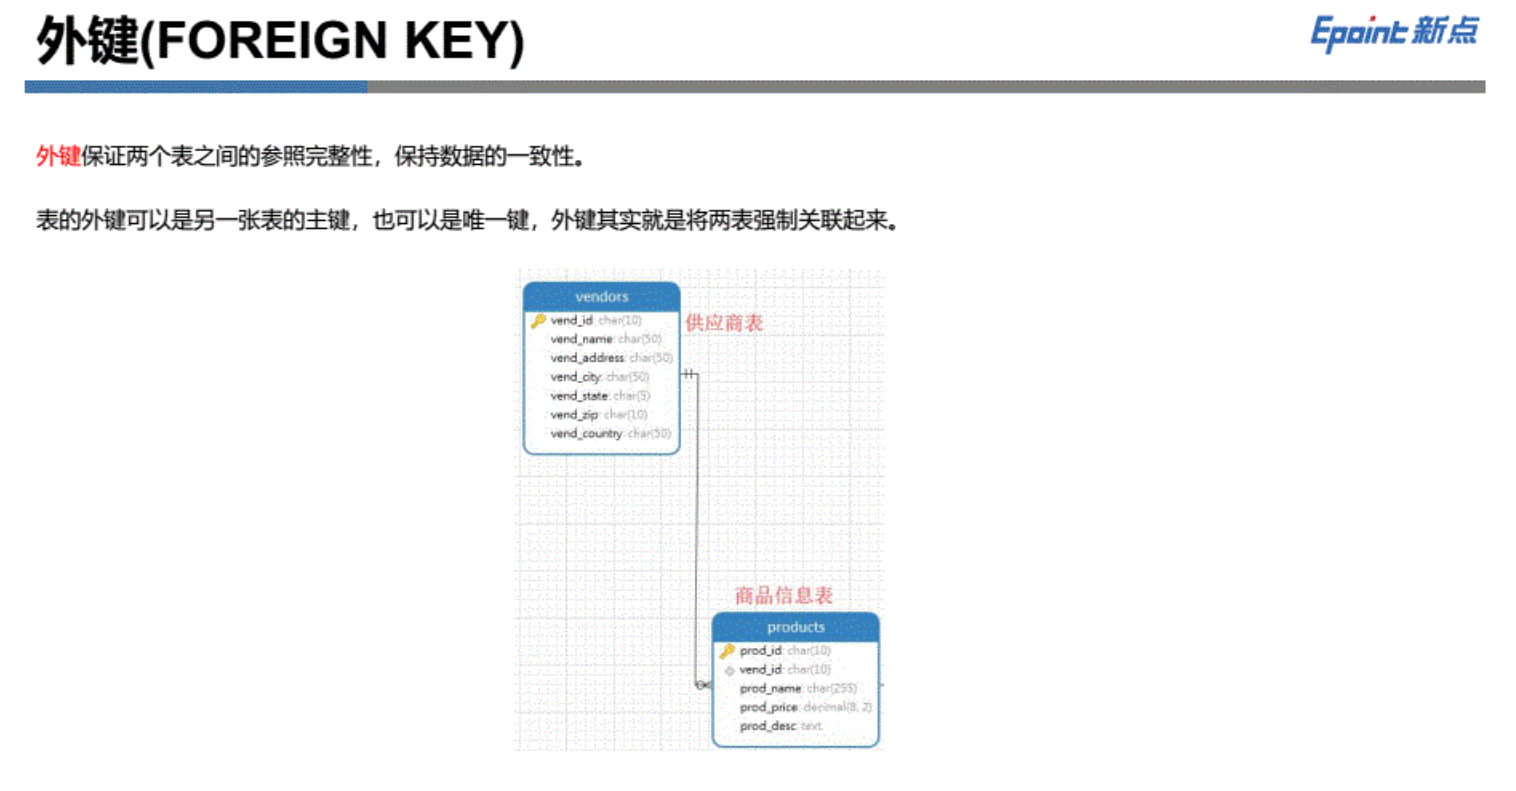 外键(FOREIGN KEY)
Epoint 新点
外键保证两个表之间的参照完整性，保持数据的一致性。
表的外键可以是另一张表的主键，也可以是唯一键，外键其实就是将两表强制关联起来。
vendors
供应商表
vend_id: char(10)
vend_name: char(50)
vend_address: char(50)
vend_city: char(50)
vend_state: char(5)
vend_zip: char(10)
vend_country: char(50)
商品信息表
products
prod_id: char(10)
vend_id: char(10)
prod_name: char(255)
prod_price: decimal(8, 2)
prod_desc: text